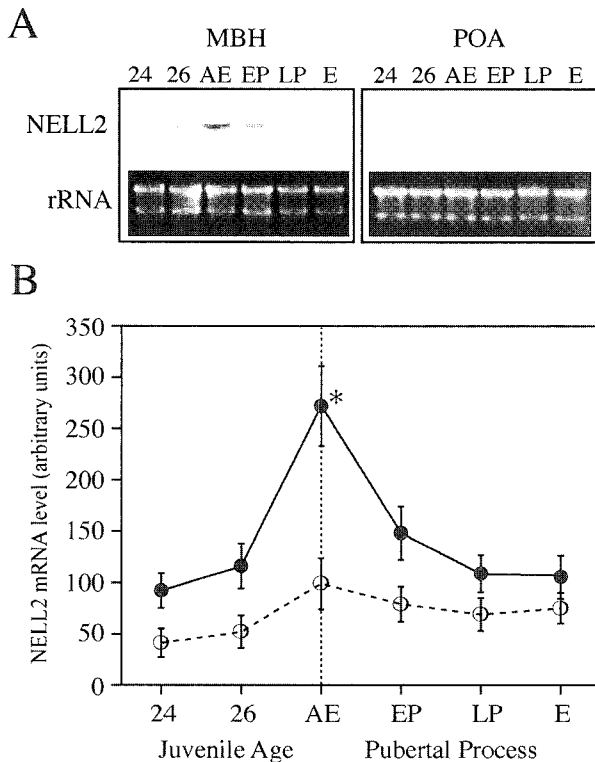 A
MBH POA
24 26 AE EP LP E 24 26 AE EP LP E
NELL2
rRNA
B
NELL2 mRNA level (arbitrary units)
350
300
250
200
150
100
50
0
*
24 26 AE EP LP E
Juvenile Age Pubertal Process